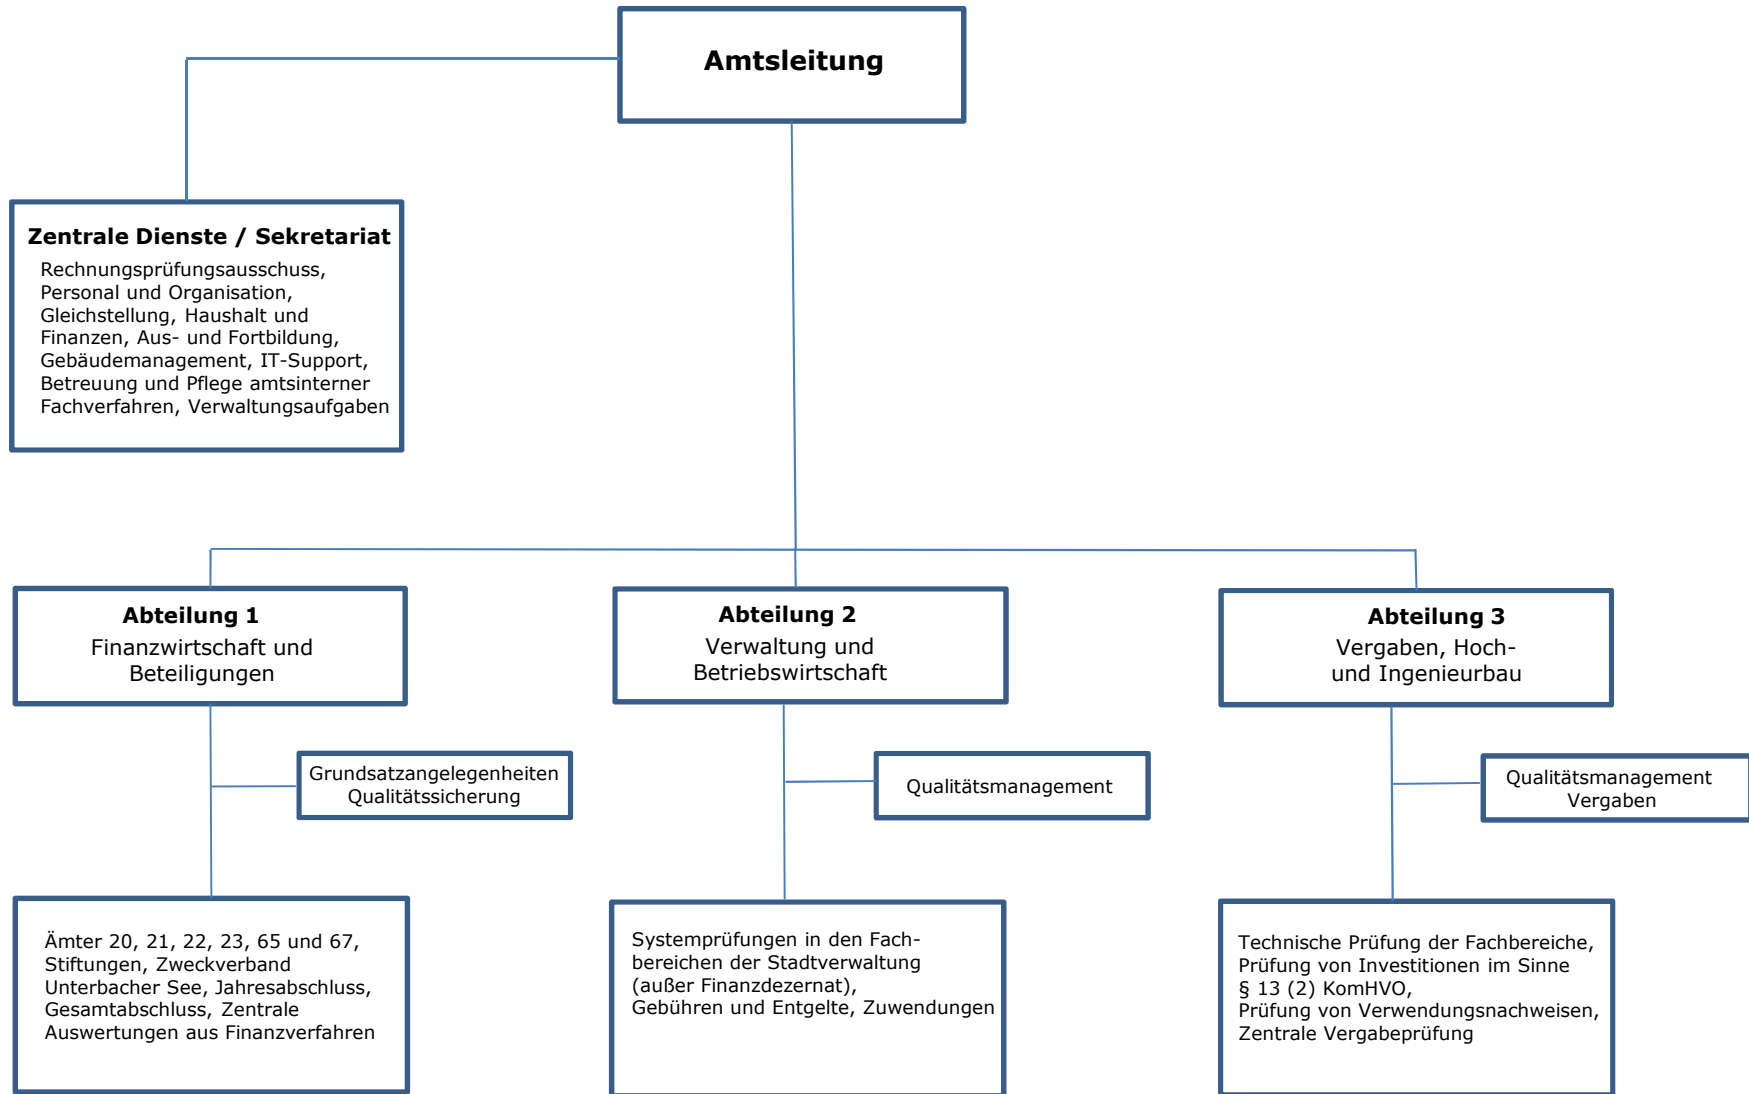 Amtsleitung
Zentrale Dienste / Sekretariat
Rechnungsprüfungsausschuss,
Personal und Organisation,
Gleichstellung, Haushalt und
Finanzen, Aus- und Fortbildung,
Gebäudemanagement, IT-Support,
Betreuung und Pflege amtsinterner
Fachverfahren, Verwaltungsaufgaben
Abteilung 1
Finanzwirtschaft und
Beteiligungen
Abteilung 2
Verwaltung und
Betriebswirtschaft
Abteilung 3
Vergaben, Hoch-
und Ingenieurbau
Grundsatzangelegenheiten
Qualitätssicherung
Qualitätsmanagement
Qualitätsmanagement
Vergaben
Ämter 20, 21, 22, 23, 65 und 67,
Stiftungen, Zweckverband
Unterbacher See, Jahresabschluss,
Gesamtabschluss, Zentrale
Auswertungen aus Finanzverfahren
Systemprüfungen in den Fach-
bereichen der Stadtverwaltung
(außer Finanzdezernat),
Gebühren und Entgelte, Zuwendungen
Technische Prüfung der Fachbereiche,
Prüfung von Investitionen im Sinne
§ 13 (2) KomHVO,
Prüfung von Verwendungsnachweisen,
Zentrale Vergabeprüfung